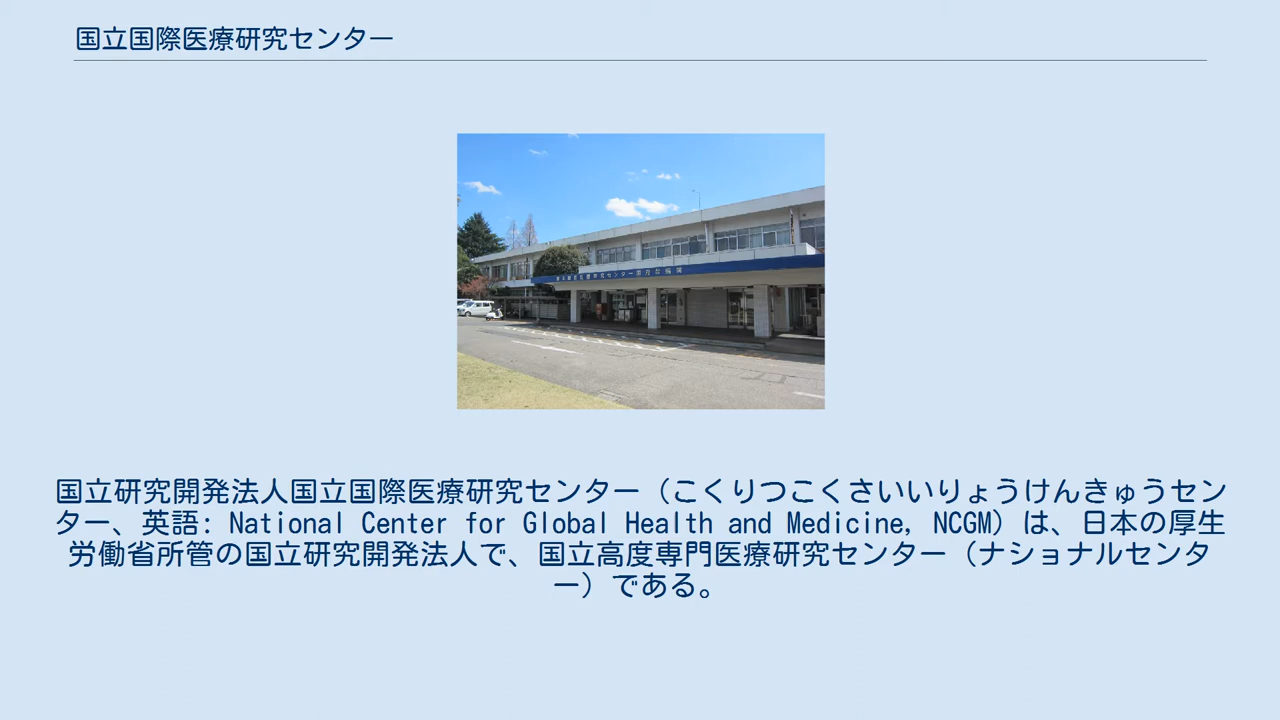 国立国際医療研究センター
国立研究開発法人国立国際医療研究センター（こくりつこくさいいりょうけんきゅうセン
ター、英語: National Center for Global Health and Medicine, NCGM）は、日本の厚生
労働省所管の国立研究開発法人で、国立高度専門医療研究センター（ナショナルセンタ
ー）である。